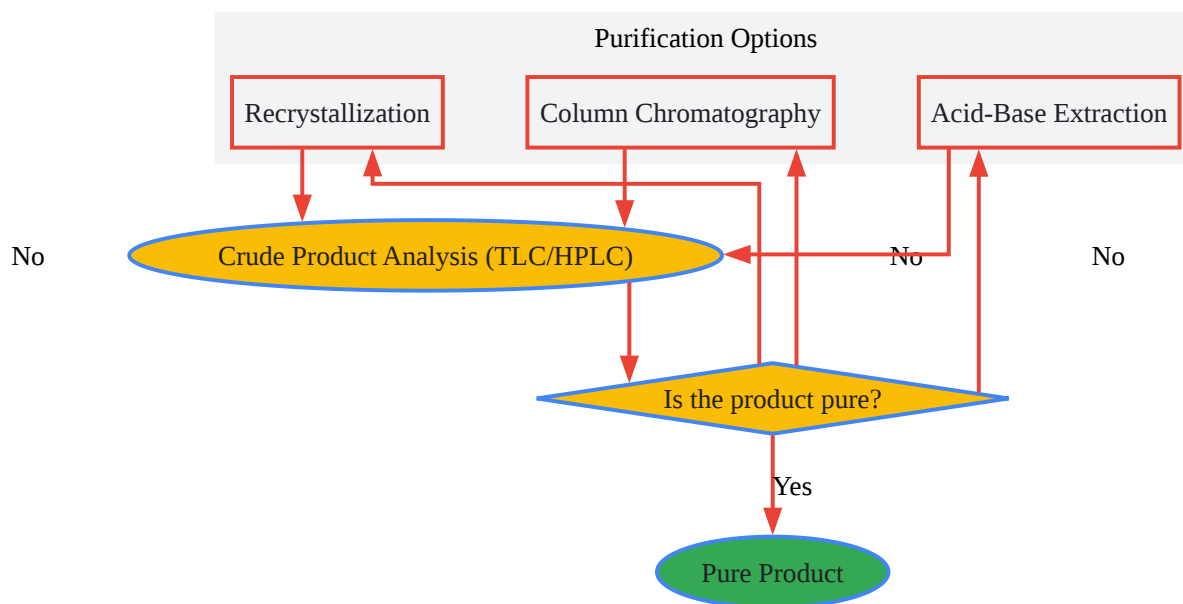 Purification Options
Recrystallization
Column Chromatography
Acid-Base Extraction
No
Crude Product Analysis (TLC/HPLC)
No
No
Is the product pure?
Yes
Pure Product